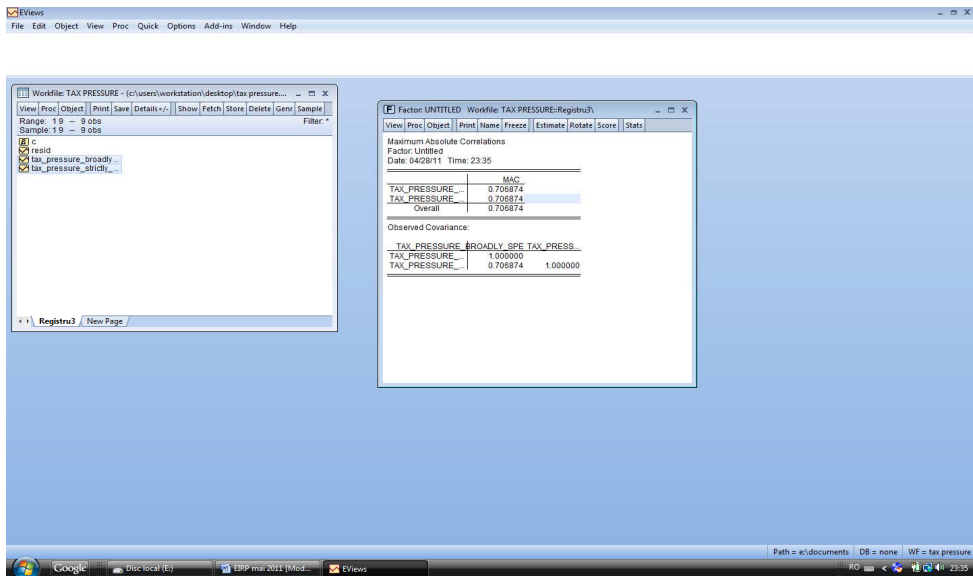 EViews
File Edit Object View Proc Quick Options Add-ins Window Help
Workfile: TAX PRESSURE - (c:\users\workstation\desktop\tax pressure....
View Proc Object Print Save Details+/- Show Fetch Store Delete Genr Sample
Range: 1 9 — 9 obs Filter: *
Sample: 1 9 — 9 obs
c
resid
tax_pressure_broadly_...
tax_pressure_strictly_...
Registru3 New Page
Factor: UNTITLED Workfile: TAX PRESSURE::Registru3\
View Proc Object Print Name Freeze Estimate Rotate Score Stats
Maximum Absolute Correlations
Factor: Untitled
Date: 04/28/11 Time: 23:35
MAC
TAX_PRESSURE_... 0.706874
TAX_PRESSURE_... 0.706874
Overall 0.706874
Observed Covariance:
TAX_PRESSURE_BROADLY_SPE TAX_PRESS...
TAX_PRESSURE_... 1.000000
TAX_PRESSURE_... 0.706874 1.000000
Path = e:\documents DB = none WF = tax pressure
Google Disc local (E:) EIRP mai 2011 [Mod... EViews RO 23:35